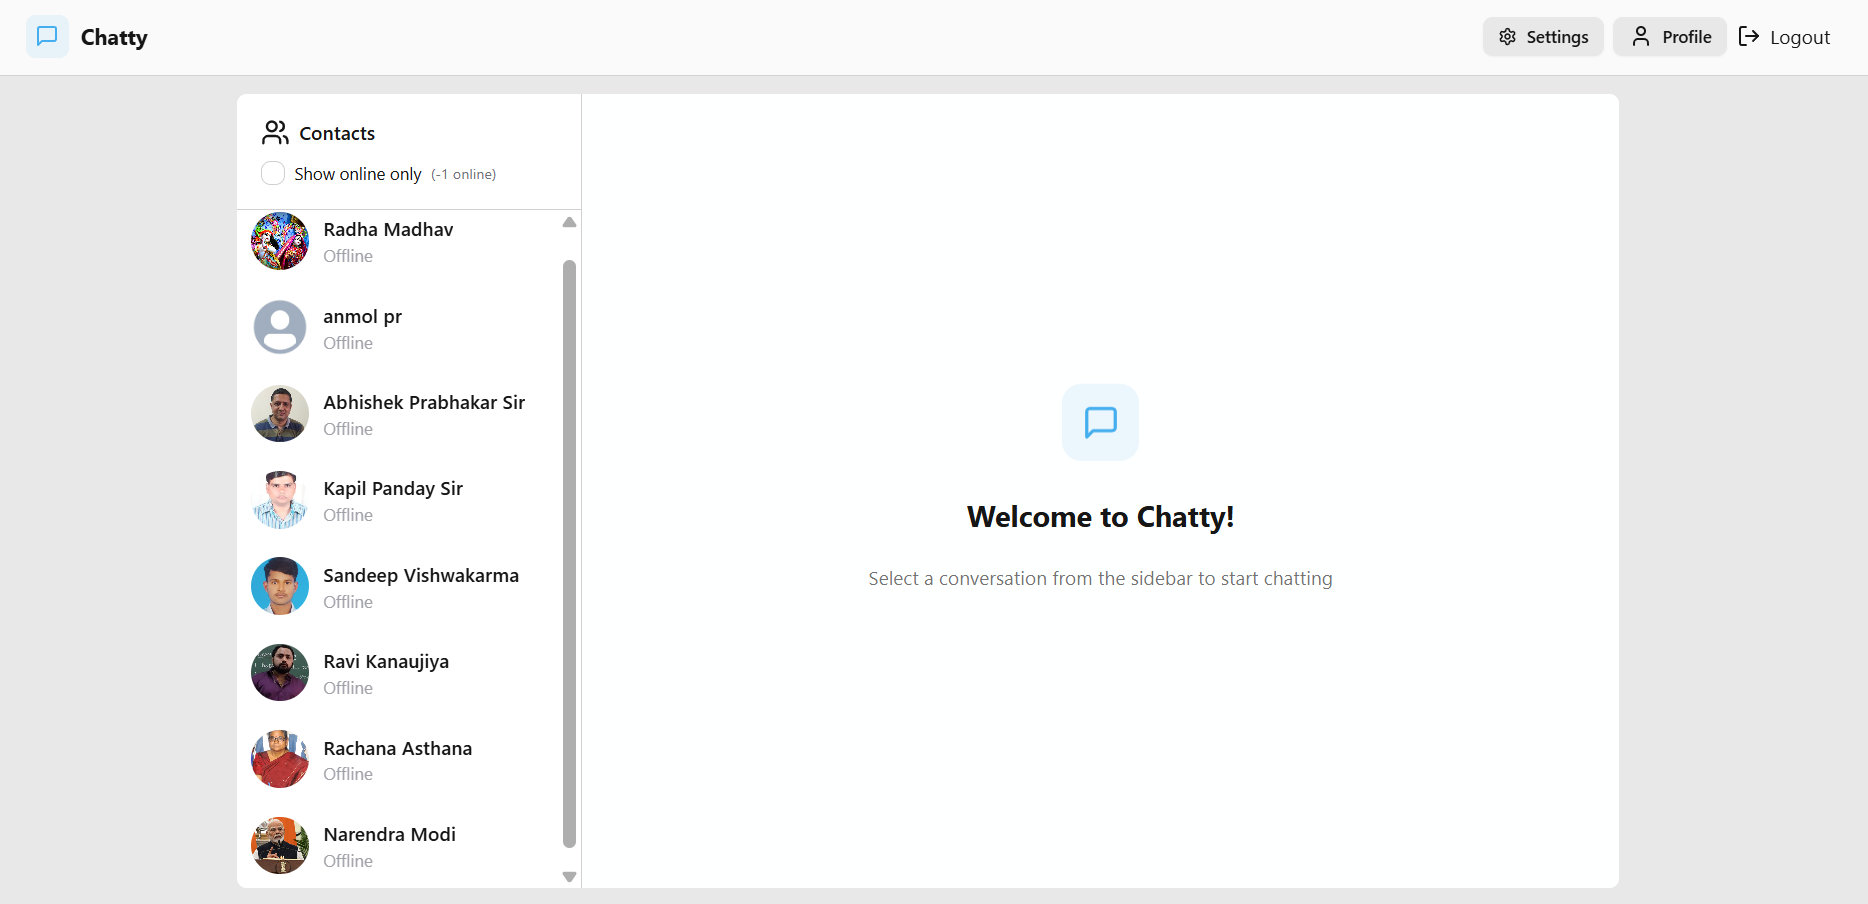 Chatty
Settings
Profile
Logout
Contacts
Show online only (-1 online)
Radha Madhav
Offline
anmol pr
Offline
Abhishek Prabhakar Sir
Offline
Kapil Panday Sir
Offline
Sandeep Vishwakarma
Offline
Ravi Kanaujiya
Offline
Rachana Asthana
Offline
Narendra Modi
Offline
Welcome to Chatty!
Select a conversation from the sidebar to start chatting